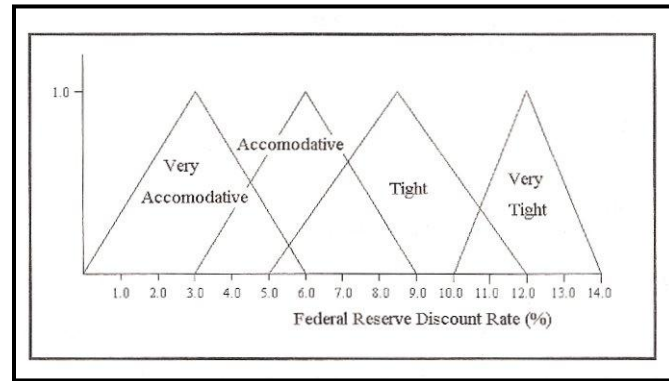 1.0
Accomodative
Very
Accomodative
Tight
Very
Tight
1.0 2.0 3.0 4.0 5.0 6.0 7.0 8.0 9.0 10.0 11.0 12.0 13.0 14.0
Federal Reserve Discount Rate (%)